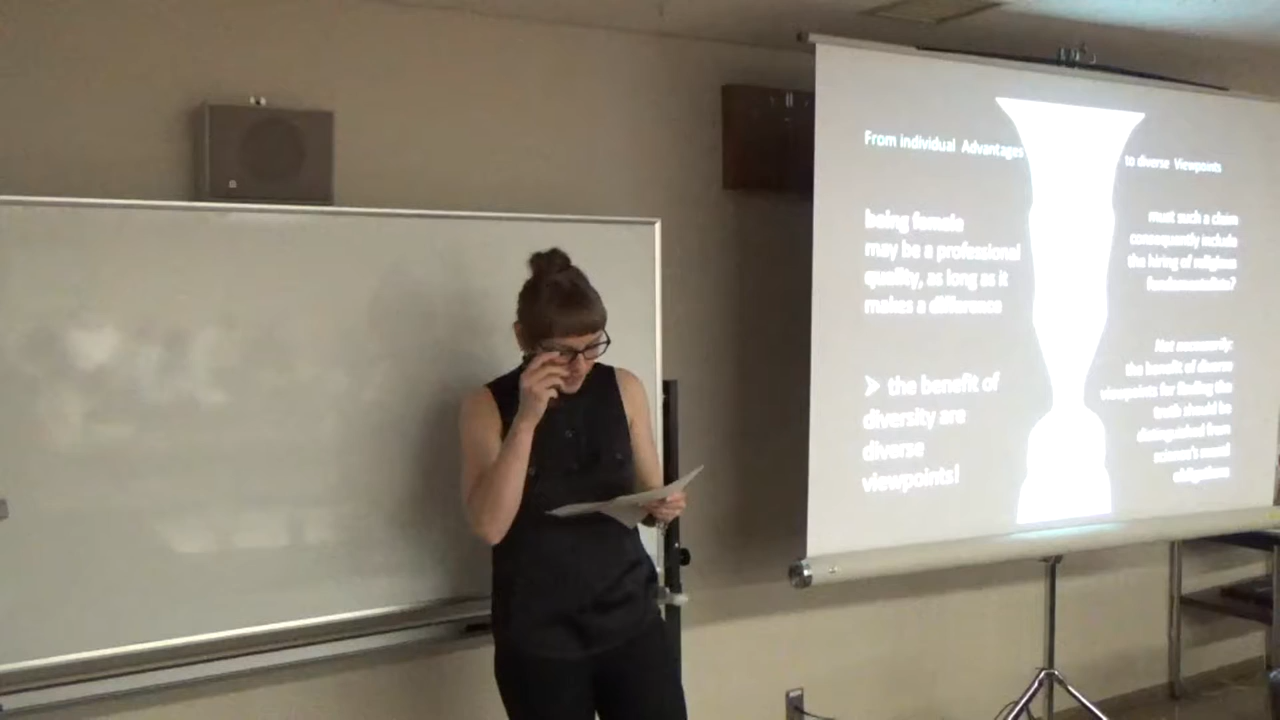 From individual Advantages
to diverse Viewpoints
being female
may be a professional
quality, as long as it
makes a difference
➤ the benefit of
diversity are
diverse
viewpoints!
must such a claim
consequently include
the hiring of religious
fundamentalists?
Not necessarily:
the benefit of diverse
viewpoints for finding the
truth should be
distinguished from
science's moral
obligations